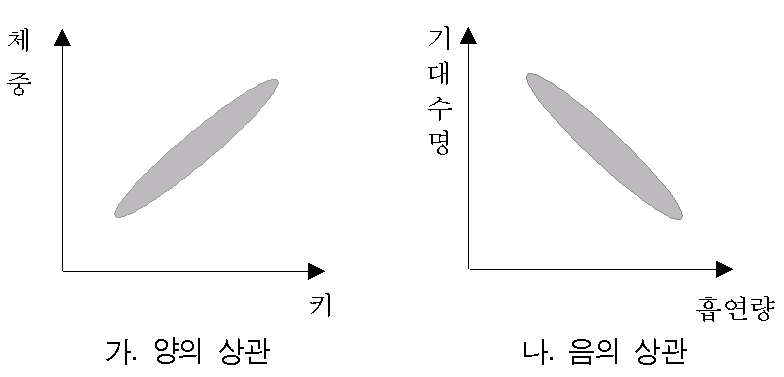 체중
키
가. 양의 상관
기대수명
흡연량
나. 음의 상관